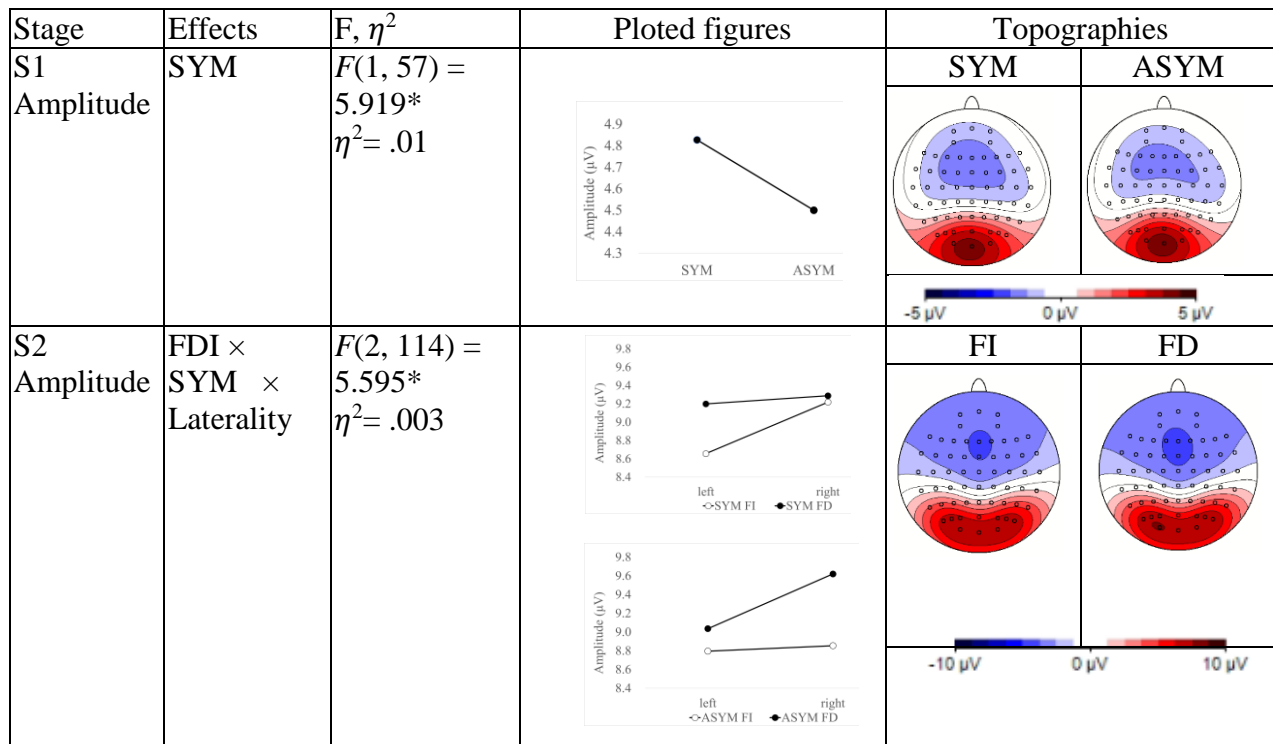 Stage Effects F, η² Ploted figures Topographies
S1 Amplitude
SYM
F(1, 57) =
5.919*
η²= .01
4.9
4.8
4.7
4.6
4.5
4.4
4.3
Amplitude (μV)
SYM ASYM
SYM ASYM
-5 μV 0 μV 5 μV
S2
Amplitude
FDI ×
SYM ×
Laterality
F(2, 114) =
5.595*
η²= .003
9.8
9.6
9.4
9.2
9.0
8.8
8.6
8.4
Amplitude (μV)
left right
SYM FI SYM FD
9.8
9.6
9.4
9.2
9.0
8.8
8.6
8.4
Amplitude (μV)
left right
ASYM FI ASYM FD
FI FD
-10 μV 0 μV 10 μV